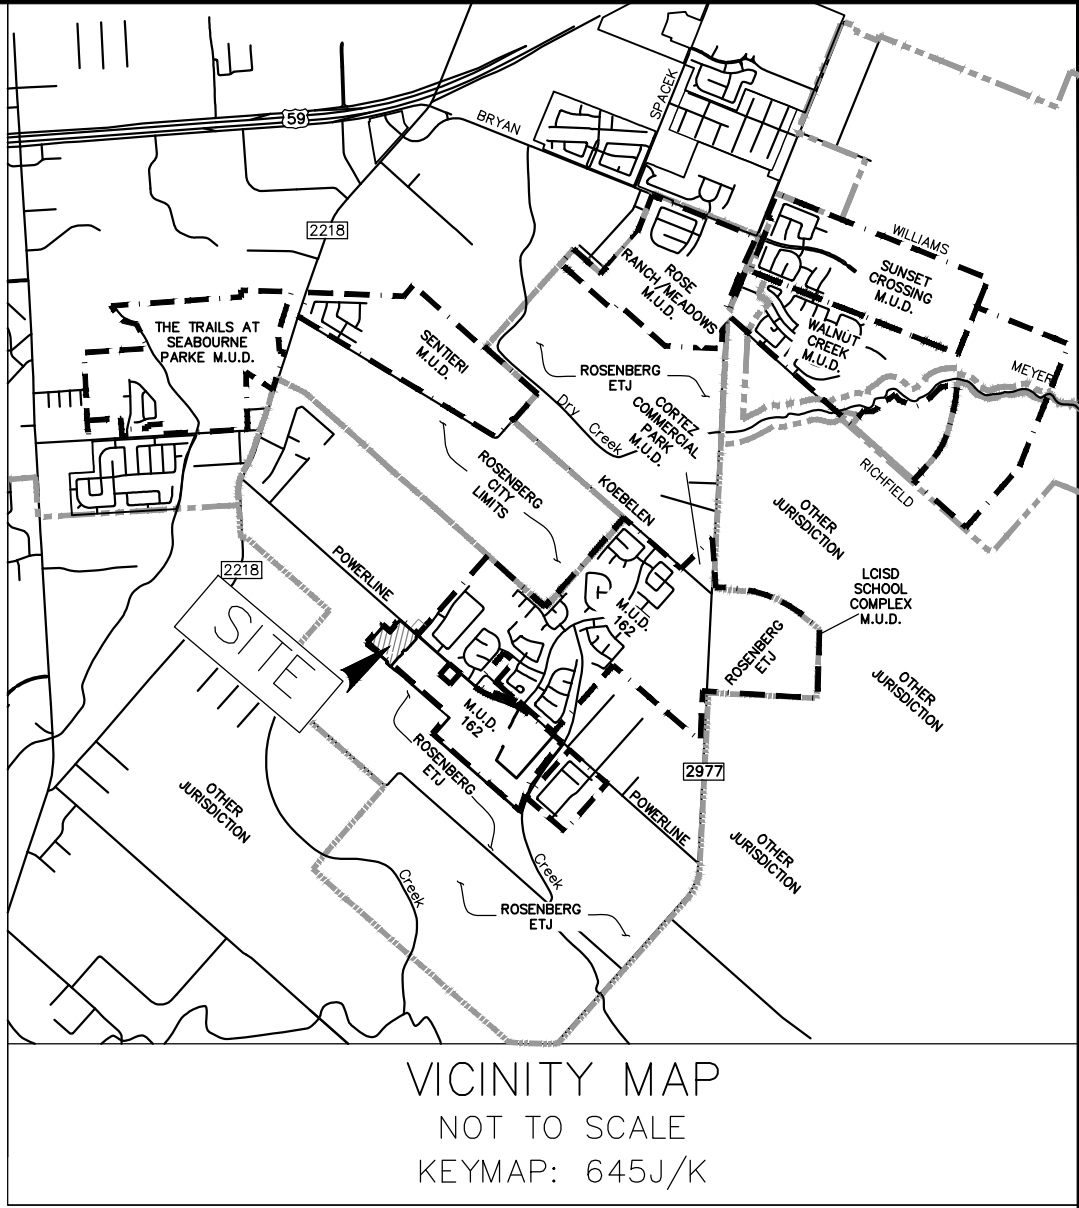 SPACEK
59
BRYAN
2218
WILLIAMS
SUNSET
CROSSING
M.U.D.
ROSE
RANCH/MEADOWS
M.U.D.
THE TRAILS AT
SEABOURNE
PARKE M.U.D.
SENTIERI
M.U.D.
WALNUT
CREEK
M.U.D.
MEYER
ROSENBERG
ETJ
Dry
Creek
CORTEZ
COMMERCIAL
PARK
M.U.D.
ROSENBERG
CITY
LIMITS
KOEBELEN
RICHFIELD
OTHER
JURISDICTION
2218
POWERLINE
LCISD
SCHOOL
COMPLEX
M.U.D.
SITE
M.U.D.
162
ROSENBERG
ETJ
OTHER
JURISDICTION
M.U.D.
162
ROSENBERG
ETJ
2977
OTHER
JURISDICTION
POWERLINE
OTHER
JURISDICTION
Creek
Creek
ROSENBERG
ETJ
VICINITY MAP
NOT TO SCALE
KEYMAP: 645J/K